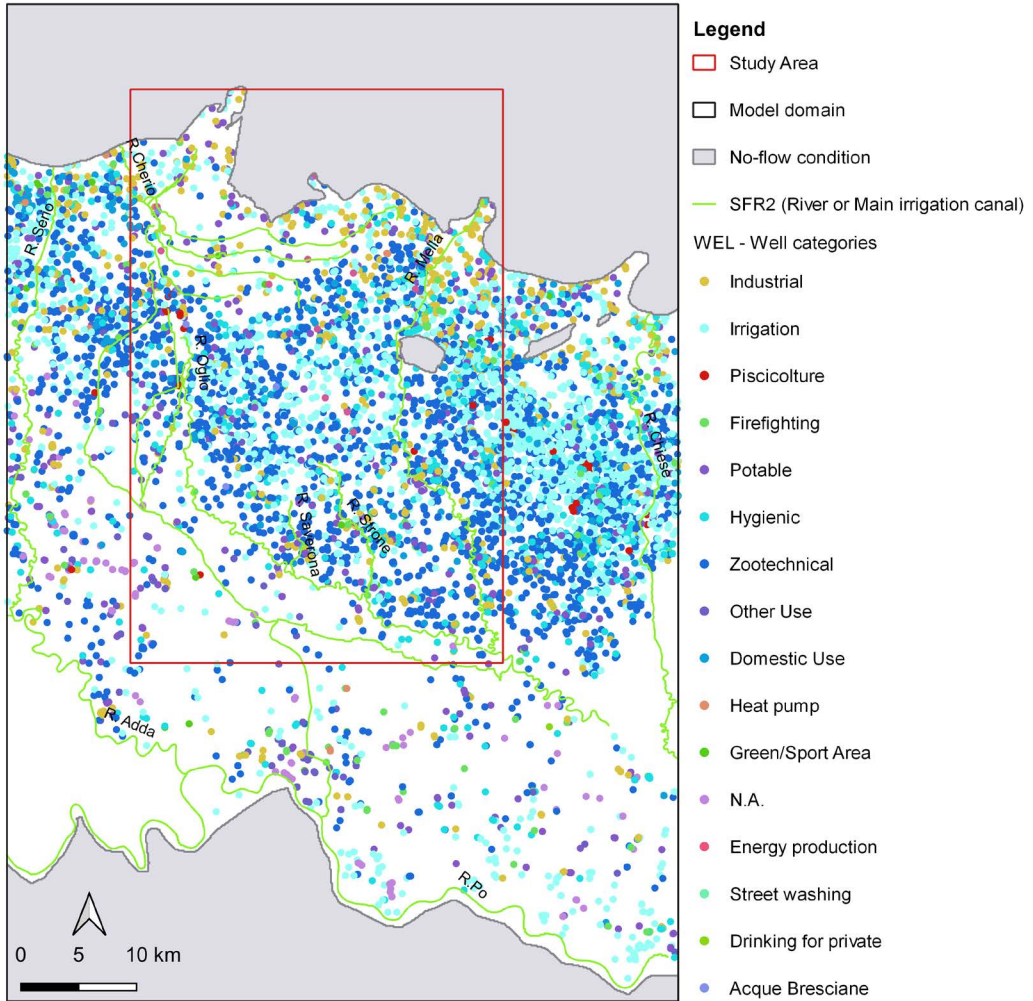 R.Cherio
R. Serio
R. Mella
R. Oglio
R. Chiese
R. Saverona
R. Strone
R. Adda
R.Po
0 5 10 km
Legend
Study Area
Model domain
No-flow condition
SFR2 (River or Main irrigation canal)
WEL - Well categories
Industrial
Irrigation
Piscicolture
Firefighting
Potable
Hygienic
Zootechnical
Other Use
Domestic Use
Heat pump
Green/Sport Area
N.A.
Energy production
Street washing
Drinking for private
Acque Bresciane